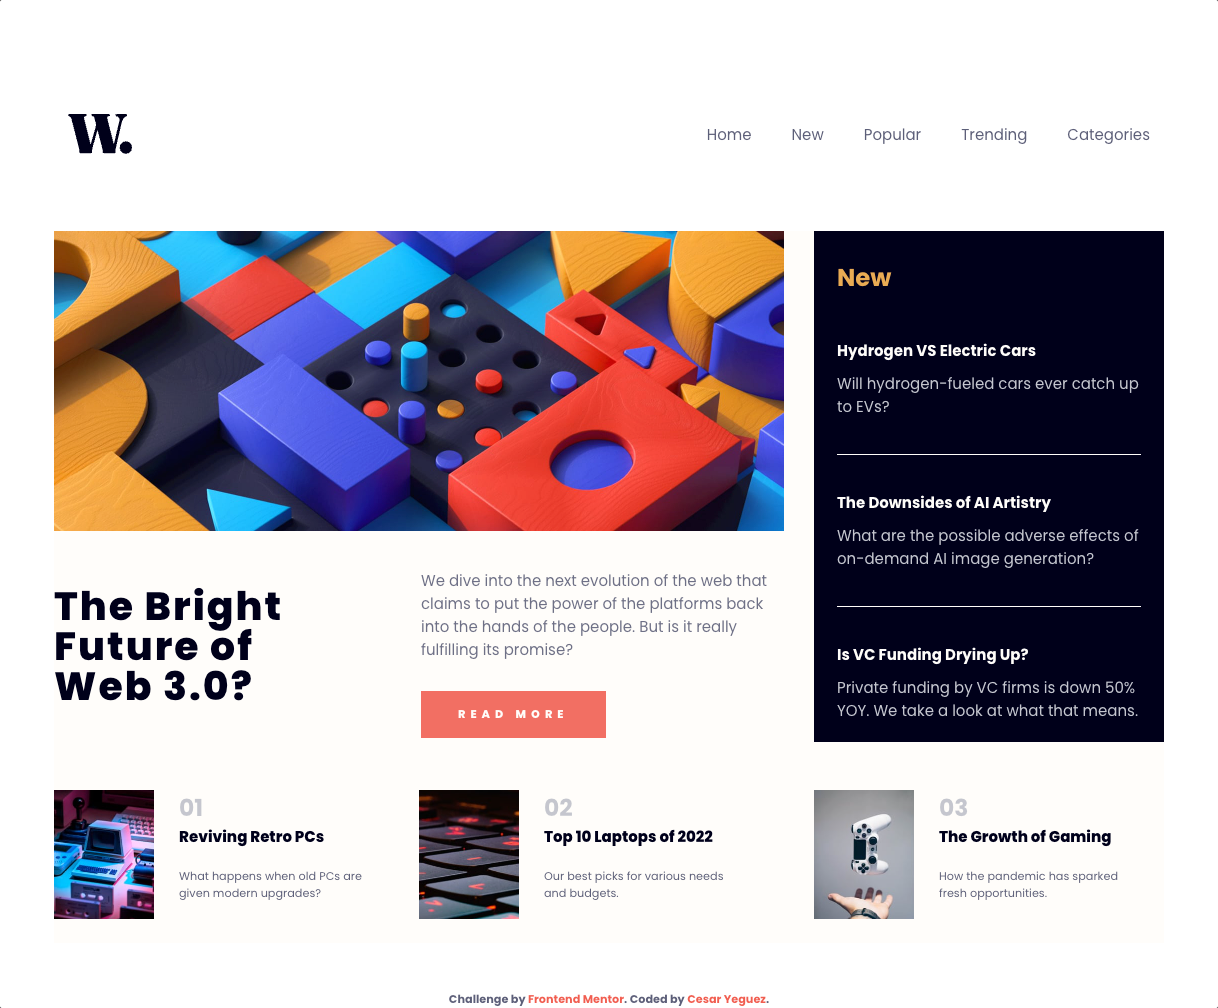 W.
Home
New
Popular
Trending
Categories
New
Hydrogen VS Electric Cars
Will hydrogen-fueled cars ever catch up
to EVs?
The Downsides of AI Artistry
What are the possible adverse effects of
on-demand AI image generation?
Is VC Funding Drying Up?
Private funding by VC firms is down 50%
YOY. We take a look at what that means.
The Bright
Future of
Web 3.0?
We dive into the next evolution of the web that
claims to put the power of the platforms back
into the hands of the people. But is it really
fulfilling its promise?
READ MORE
01
Reviving Retro PCs
What happens when old PCs are
given modern upgrades?
02
Top 10 Laptops of 2022
Our best picks for various needs
and budgets.
03
The Growth of Gaming
How the pandemic has sparked
fresh opportunities.
Challenge by Frontend Mentor. Coded by Cesar Yeguez.